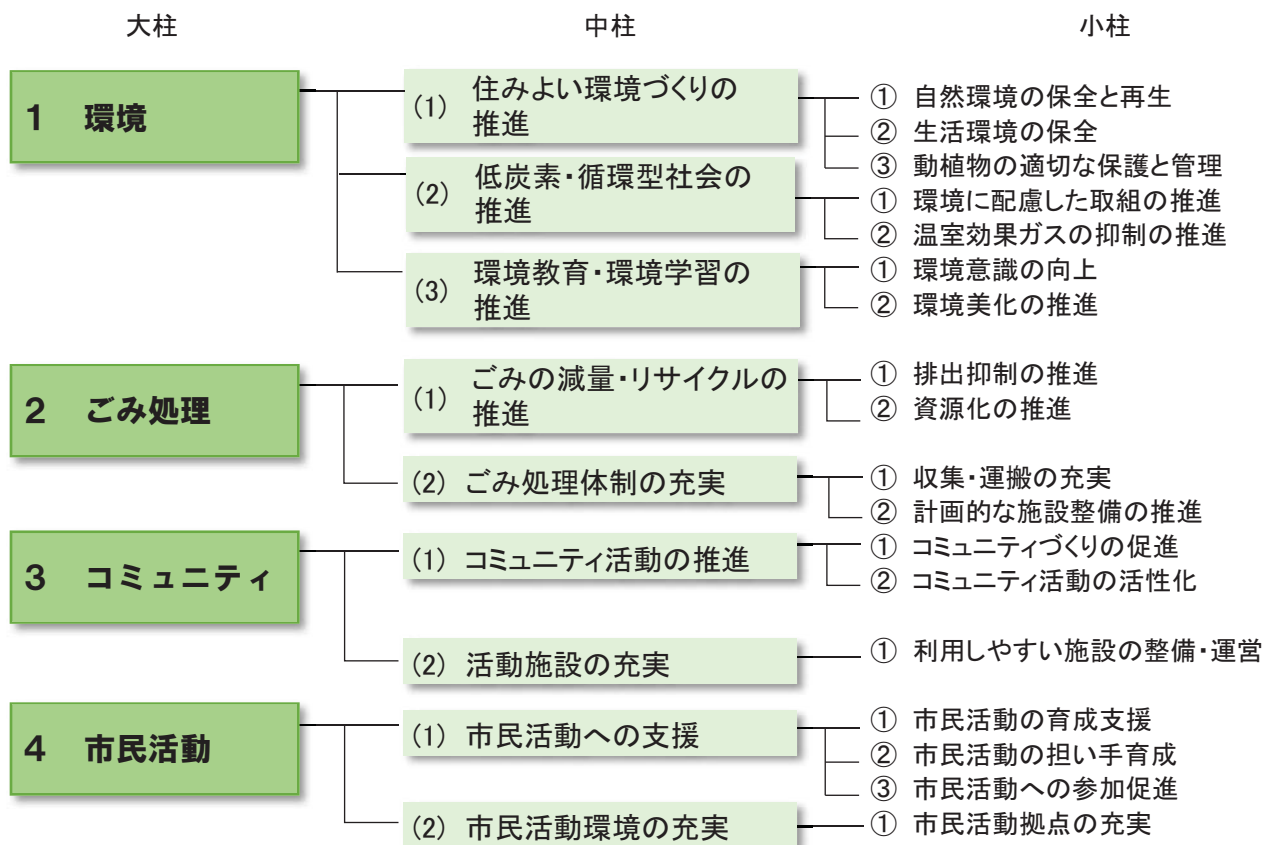 大柱 中柱 小柱
1 環境
(1) 住みよい環境づくりの
推進
① 自然環境の保全と再生
② 生活環境の保全
③ 動植物の適切な保護と管理
(2) 低炭素・循環型社会の
推進
① 環境に配慮した取組の推進
② 温室効果ガスの抑制の推進
(3) 環境教育・環境学習の
推進
① 環境意識の向上
② 環境美化の推進
2 ごみ処理
(1) ごみの減量・リサイクルの
推進
① 排出抑制の推進
② 資源化の推進
(2) ごみ処理体制の充実
① 収集・運搬の充実
② 計画的な施設整備の推進
3 コミュニティ
(1) コミュニティ活動の推進
① コミュニティづくりの促進
② コミュニティ活動の活性化
(2) 活動施設の充実
① 利用しやすい施設の整備・運営
4 市民活動
(1) 市民活動への支援
① 市民活動の育成支援
② 市民活動の担い手育成
③ 市民活動への参加促進
(2) 市民活動環境の充実
① 市民活動拠点の充実